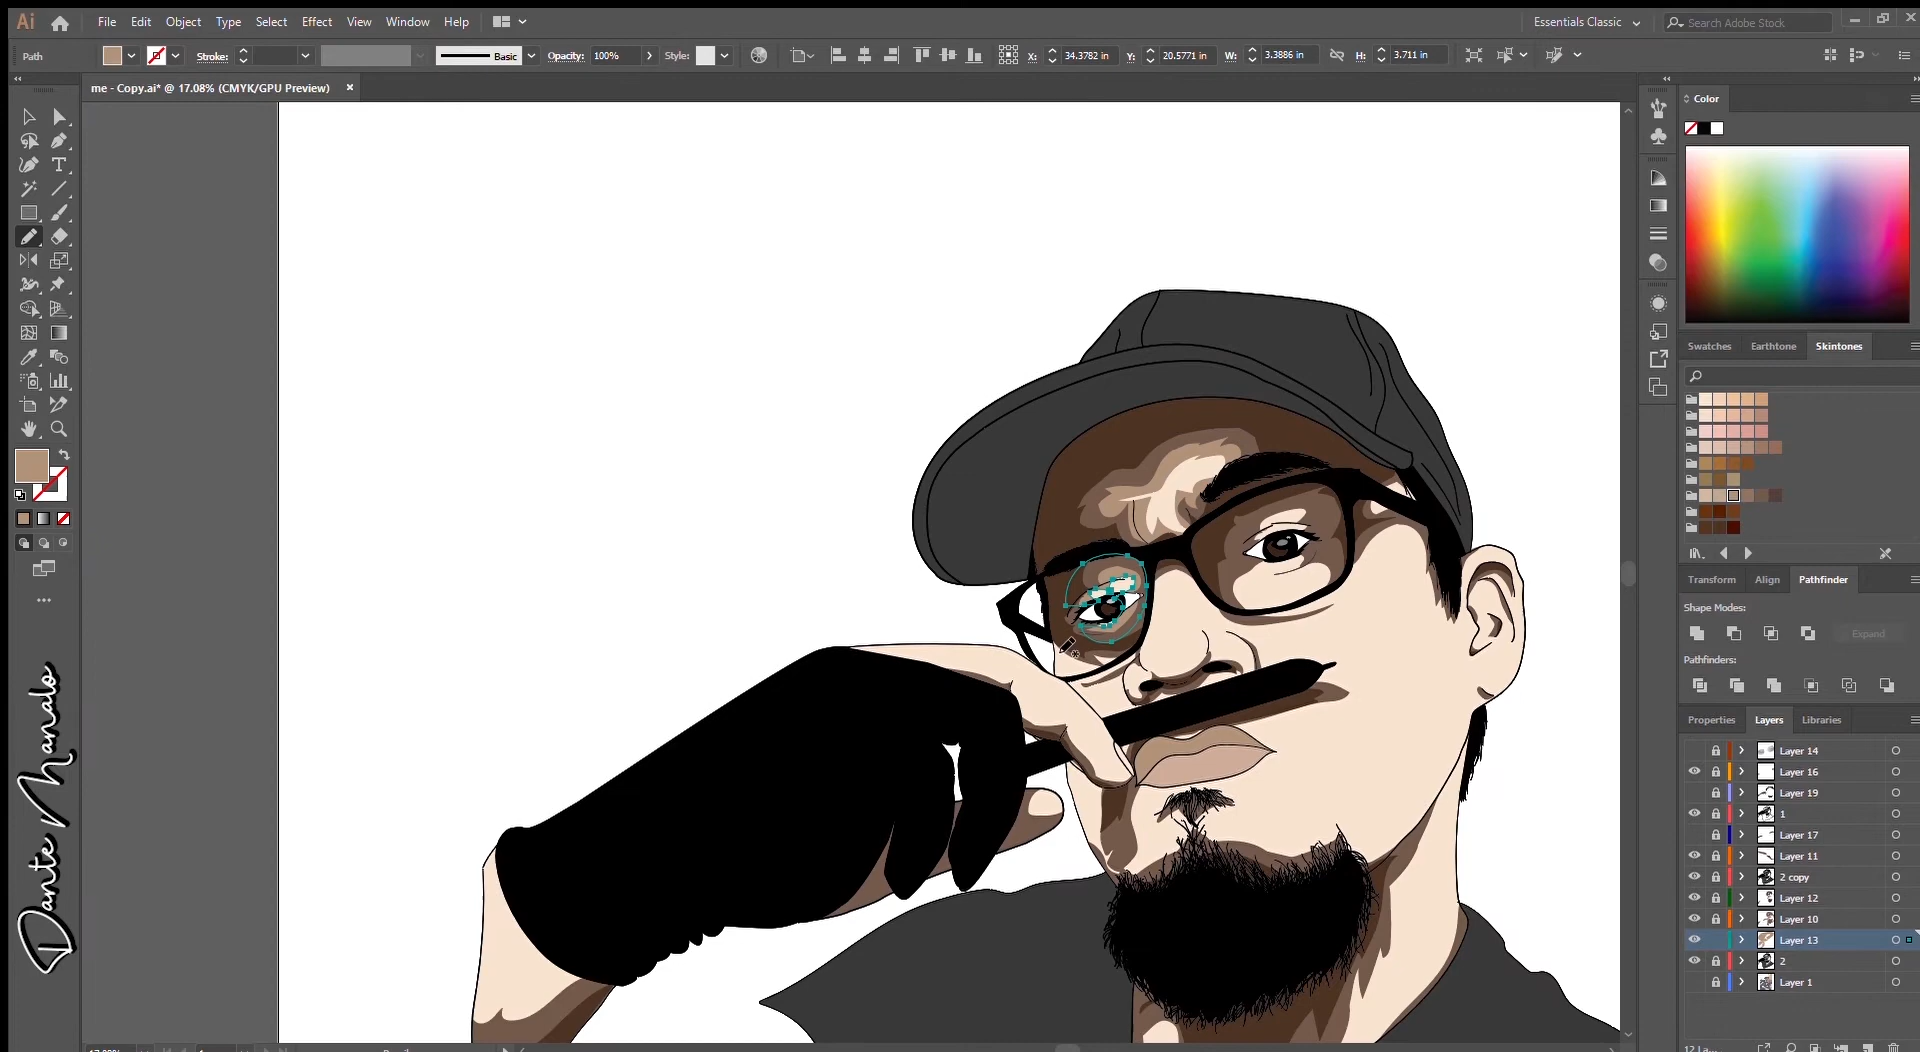 Ai File Edit Object Type Select Effect View Window Help Essentials Classic Search Adobe Stock
Path Stroke: Basic Opacity: 100% Style: X: 34.3782 in Y: 20.5771 in W: 3.3886 in H: 3.711 in
me - Copy.ai* @ 17.08% (CMYK/GPU Preview)
Color
Swatches Earthtone Skintones
Transform Align Pathfinder
Shape Modes:
Expand
Pathfinders:
Properties Layers Libraries
Layer 14
Layer 16
Layer 19
1
Layer 17
Layer 11
2 copy
Layer 12
Layer 10
Layer 13
2
Layer 1
Dante Manalo